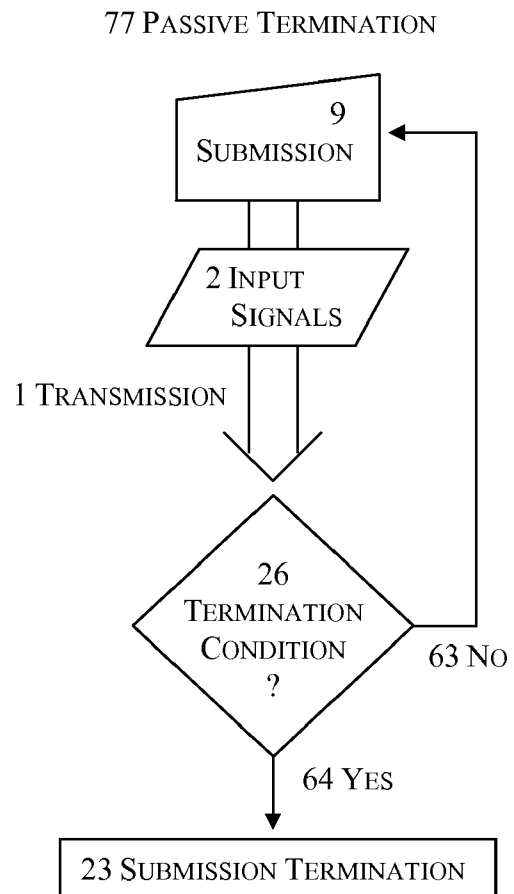 77 PASSIVE TERMINATION
9
SUBMISSION
2 INPUT
SIGNALS
1 TRANSMISSION
26
TERMINATION
CONDITION
?
63 NO
64 YES
23 SUBMISSION TERMINATION